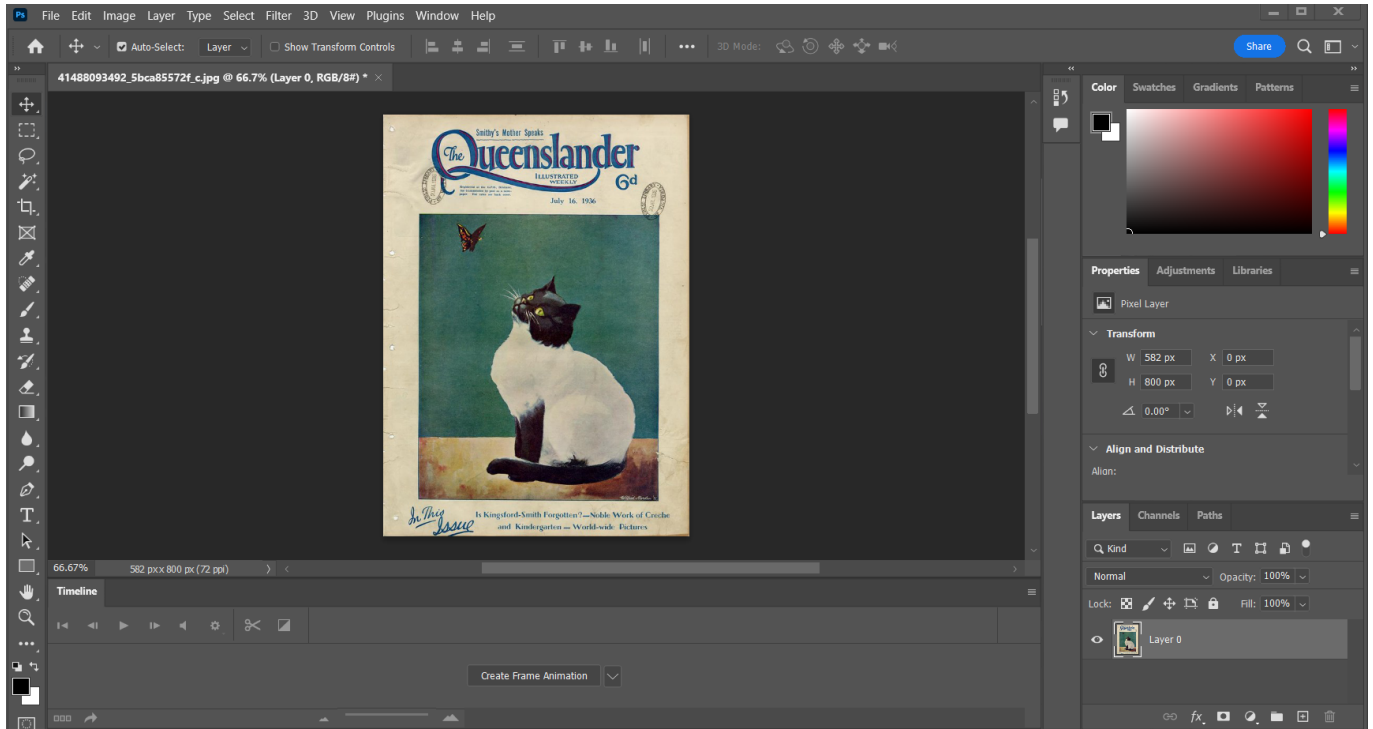 Ps File Edit Image Layer Type Select Filter 3D View Plugins Window Help
Auto-Select: Layer Show Transform Controls 3D Mode: Share
41488093492_5bca85572f_c.jpg @ 66.7% (Layer 0, RGB/8#) * ×
Smithy's Mother Speaks
The Queenslander
ILLUSTRATED
WEEKLY
6d
July 16, 1936
In This
Issue
Is Kingsford-Smith Forgotten?—Noble Work of Creche
and Kindergarten — World-wide Pictures
66.67% 582 px x 800 px (72 ppi)
Timeline
Create Frame Animation
Color Swatches Gradients Patterns
Properties Adjustments Libraries
Pixel Layer
Transform
W 582 px X 0 px
H 800 px Y 0 px
0.00°
Align and Distribute
Align:
Layers Channels Paths
Kind
Normal Opacity: 100%
Lock: Fill: 100%
Layer 0
fx